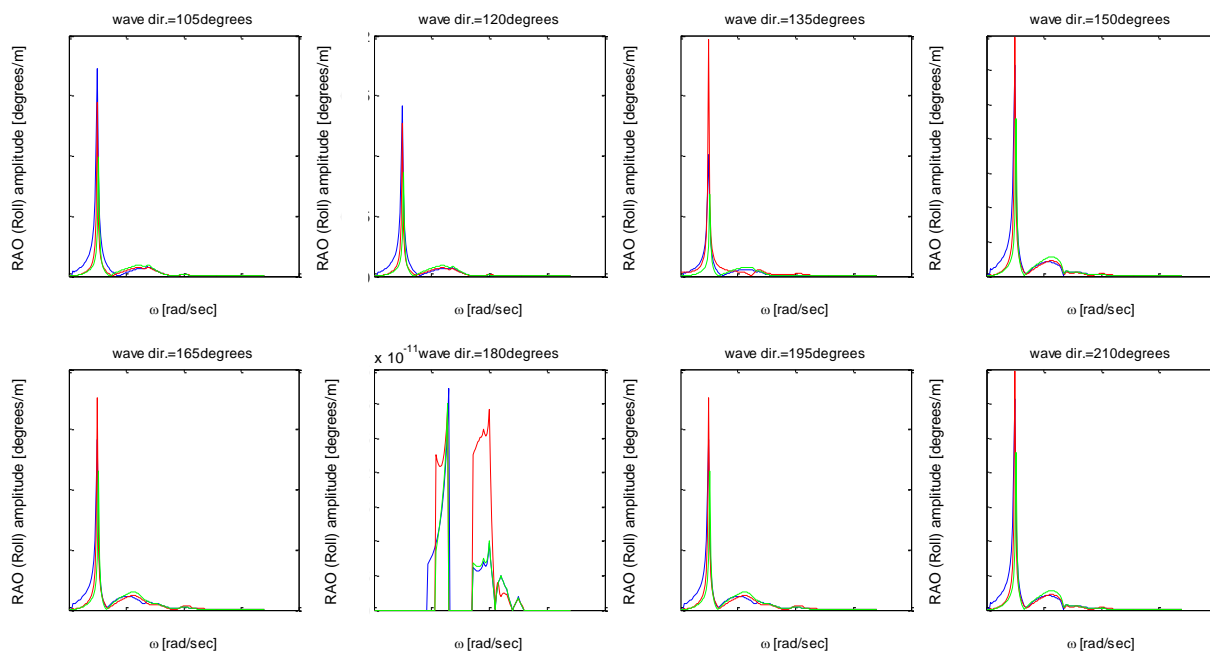 wave dir.=105degrees
wave dir.=120degrees
wave dir.=135degrees
wave dir.=150degrees
RAO (Roll) amplitude [degrees/m]
RAO (Roll) amplitude [degrees/m]
RAO (Roll) amplitude [degrees/m]
RAO (Roll) amplitude [degrees/m]
ω [rad/sec]
ω [rad/sec]
ω [rad/sec]
ω [rad/sec]
wave dir.=165degrees
x 10⁻¹¹ wave dir.=180degrees
wave dir.=195degrees
wave dir.=210degrees
RAO (Roll) amplitude [degrees/m]
RAO (Roll) amplitude [degrees/m]
RAO (Roll) amplitude [degrees/m]
RAO (Roll) amplitude [degrees/m]
ω [rad/sec]
ω [rad/sec]
ω [rad/sec]
ω [rad/sec]